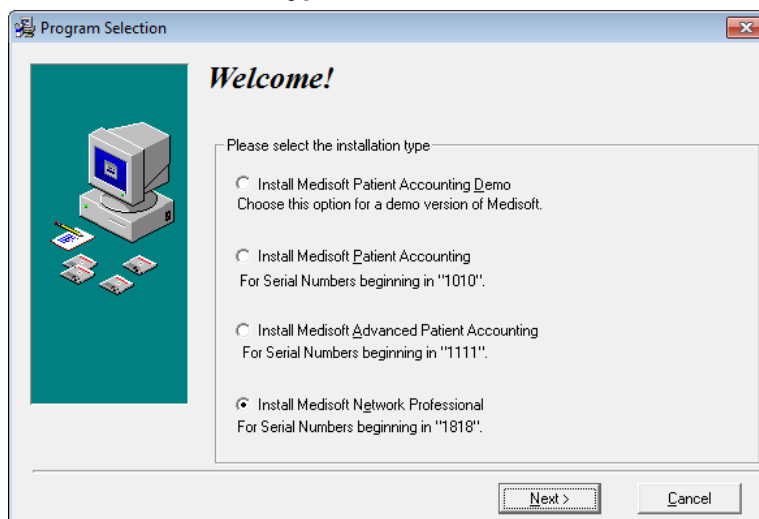 Program Selection
Welcome!
Please select the installation type
Install Medisoft Patient Accounting Demo
Choose this option for a demo version of Medisoft.
Install Medisoft Patient Accounting
For Serial Numbers beginning in "1010".
Install Medisoft Advanced Patient Accounting
For Serial Numbers beginning in "1111".
Install Medisoft Network Professional
For Serial Numbers beginning in "1818".
Next > Cancel